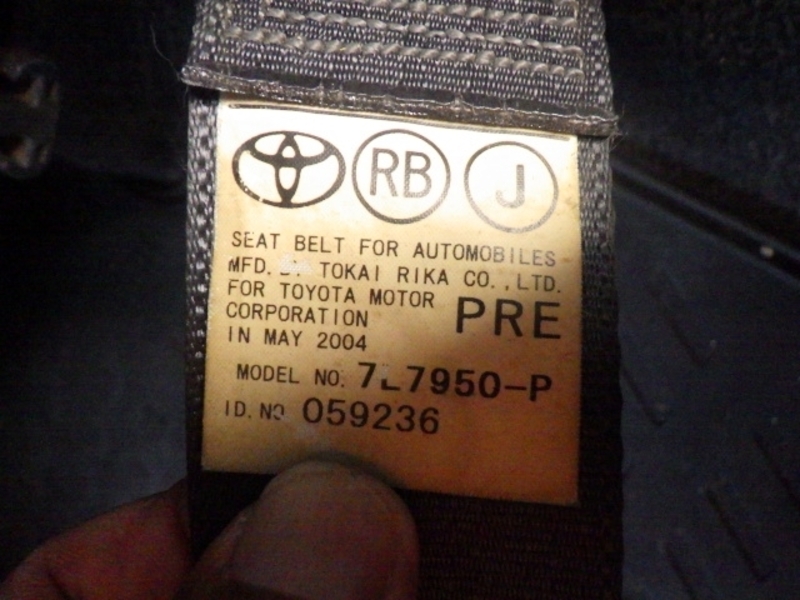 RB J
SEAT BELT FOR AUTOMOBILES
MFD. TOKAI RIKA CO.,LTD.
FOR TOYOTA MOTOR
CORPORATION
PRE
IN MAY 2004
MODEL NO.
ID. NO 059236